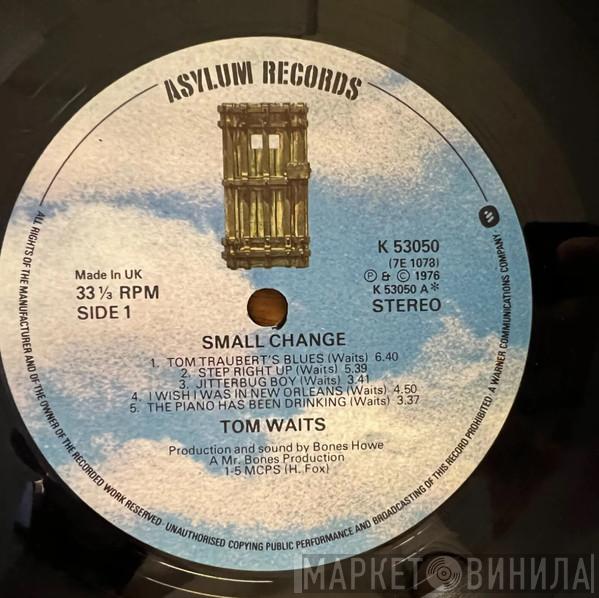 ASYLUM RECORDS
K 53050
(7E 1078)
Ⓟ & © 1976
K 53050 A*
STEREO
Made In UK
33 ⅓ RPM
SIDE 1
SMALL CHANGE
1. TOM TRAUBERT'S BLUES (Waits) 6.40
2. STEP RIGHT UP (Waits) 5.39
3. JITTERBUG BOY (Waits) 3.41
4. I WISH I WAS IN NEW ORLEANS (Waits) 4.50
5. THE PIANO HAS BEEN DRINKING (Waits) 3.37
TOM WAITS
Production and sound by Bones Howe
A Mr. Bones Production
1-5 MCPS (H. Fox)
ALL RIGHTS OF THE MANUFACTURER AND OF THE OWNER OF THE RECORDED WORK RESERVED · UNAUTHORISED COPYING PUBLIC PERFORMANCE AND BROADCASTING OF THIS RECORD PROHIBITED · A WARNER COMMUNICATIONS COMPANY
МАРКЕТ ВИНИЛА